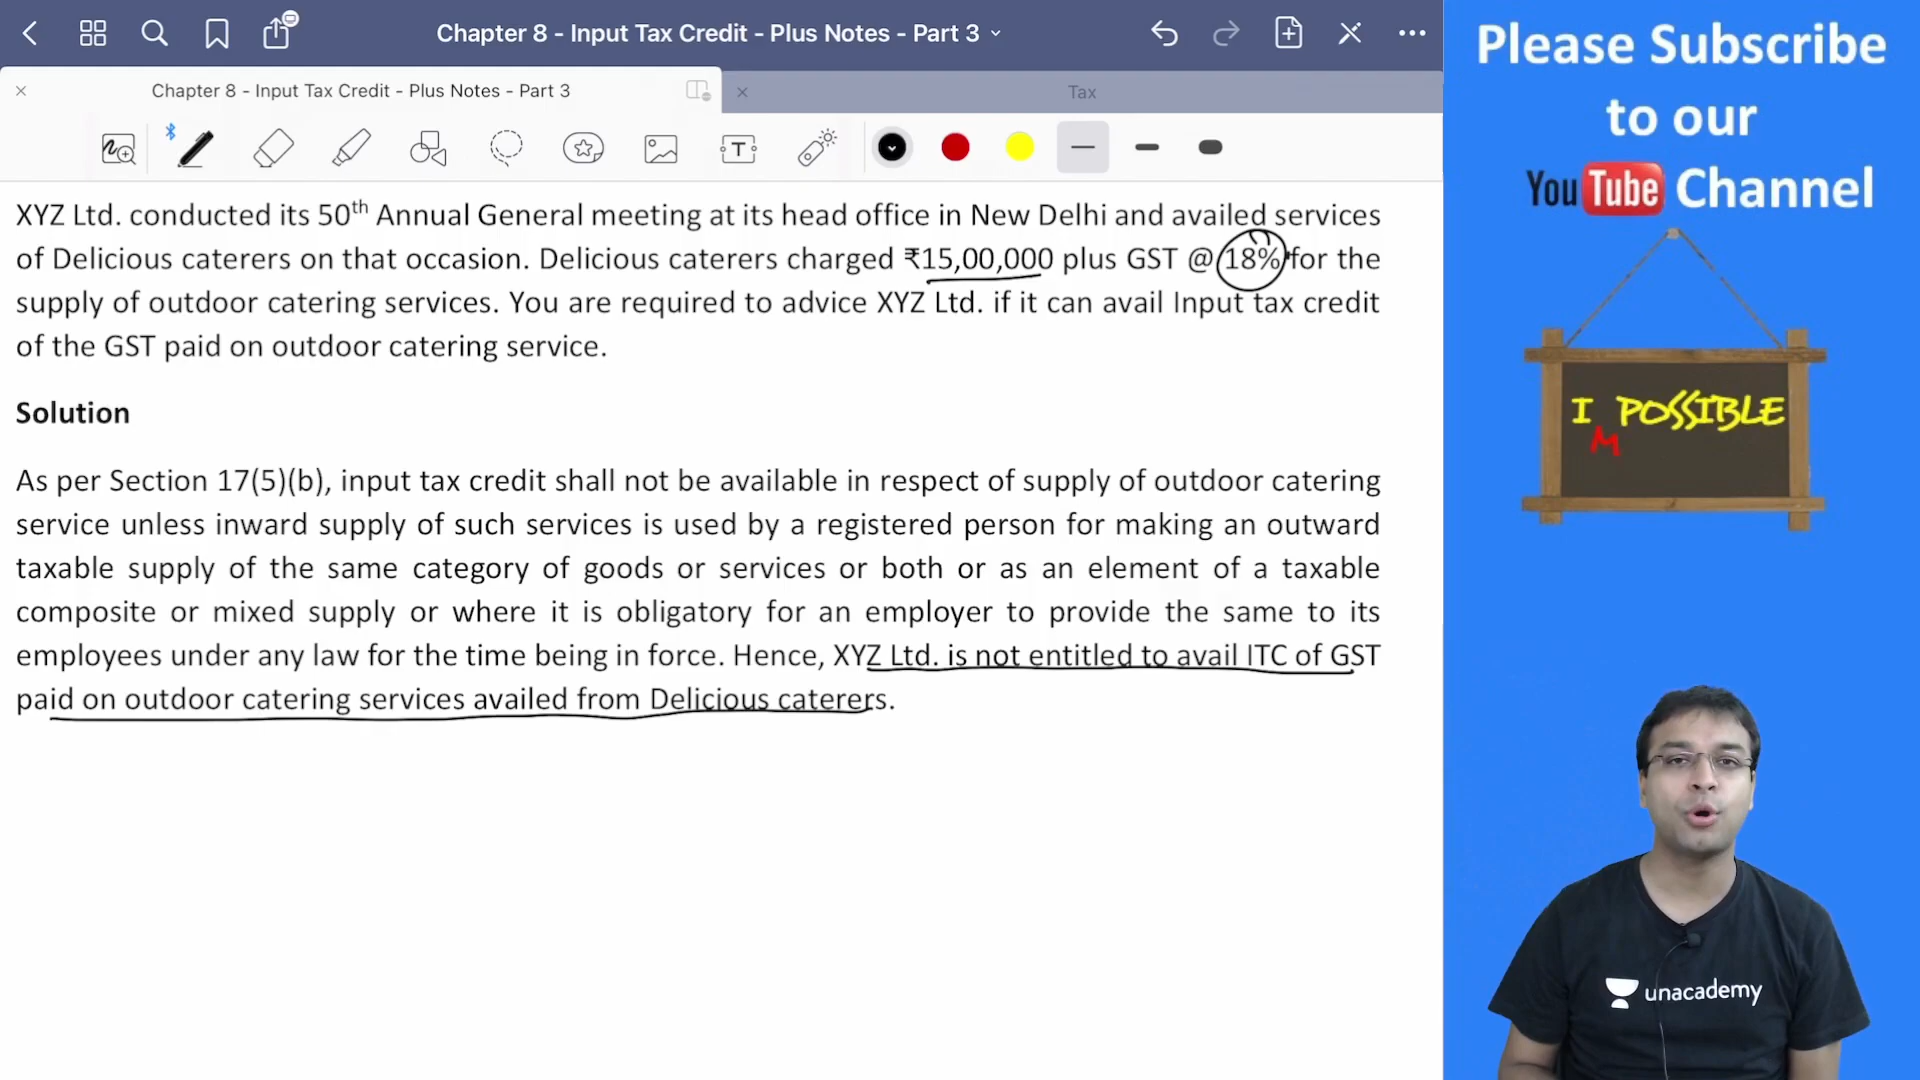 Chapter 8 - Input Tax Credit - Plus Notes - Part 3
Chapter 8 - Input Tax Credit - Plus Notes - Part 3
Tax
T
XYZ Ltd. conducted its 50th Annual General meeting at its head office in New Delhi and availed services
of Delicious caterers on that occasion. Delicious caterers charged ₹15,00,000 plus GST @ 18% for the
supply of outdoor catering services. You are required to advice XYZ Ltd. if it can avail Input tax credit
of the GST paid on outdoor catering service.
Solution
As per Section 17(5)(b), input tax credit shall not be available in respect of supply of outdoor catering
service unless inward supply of such services is used by a registered person for making an outward
taxable supply of the same category of goods or services or both or as an element of a taxable
composite or mixed supply or where it is obligatory for an employer to provide the same to its
employees under any law for the time being in force. Hence, XYZ Ltd. is not entitled to avail ITC of GST
paid on outdoor catering services availed from Delicious caterers.
Please Subscribe
to our
YouTube Channel
I POSSIBLE
M
unacademy